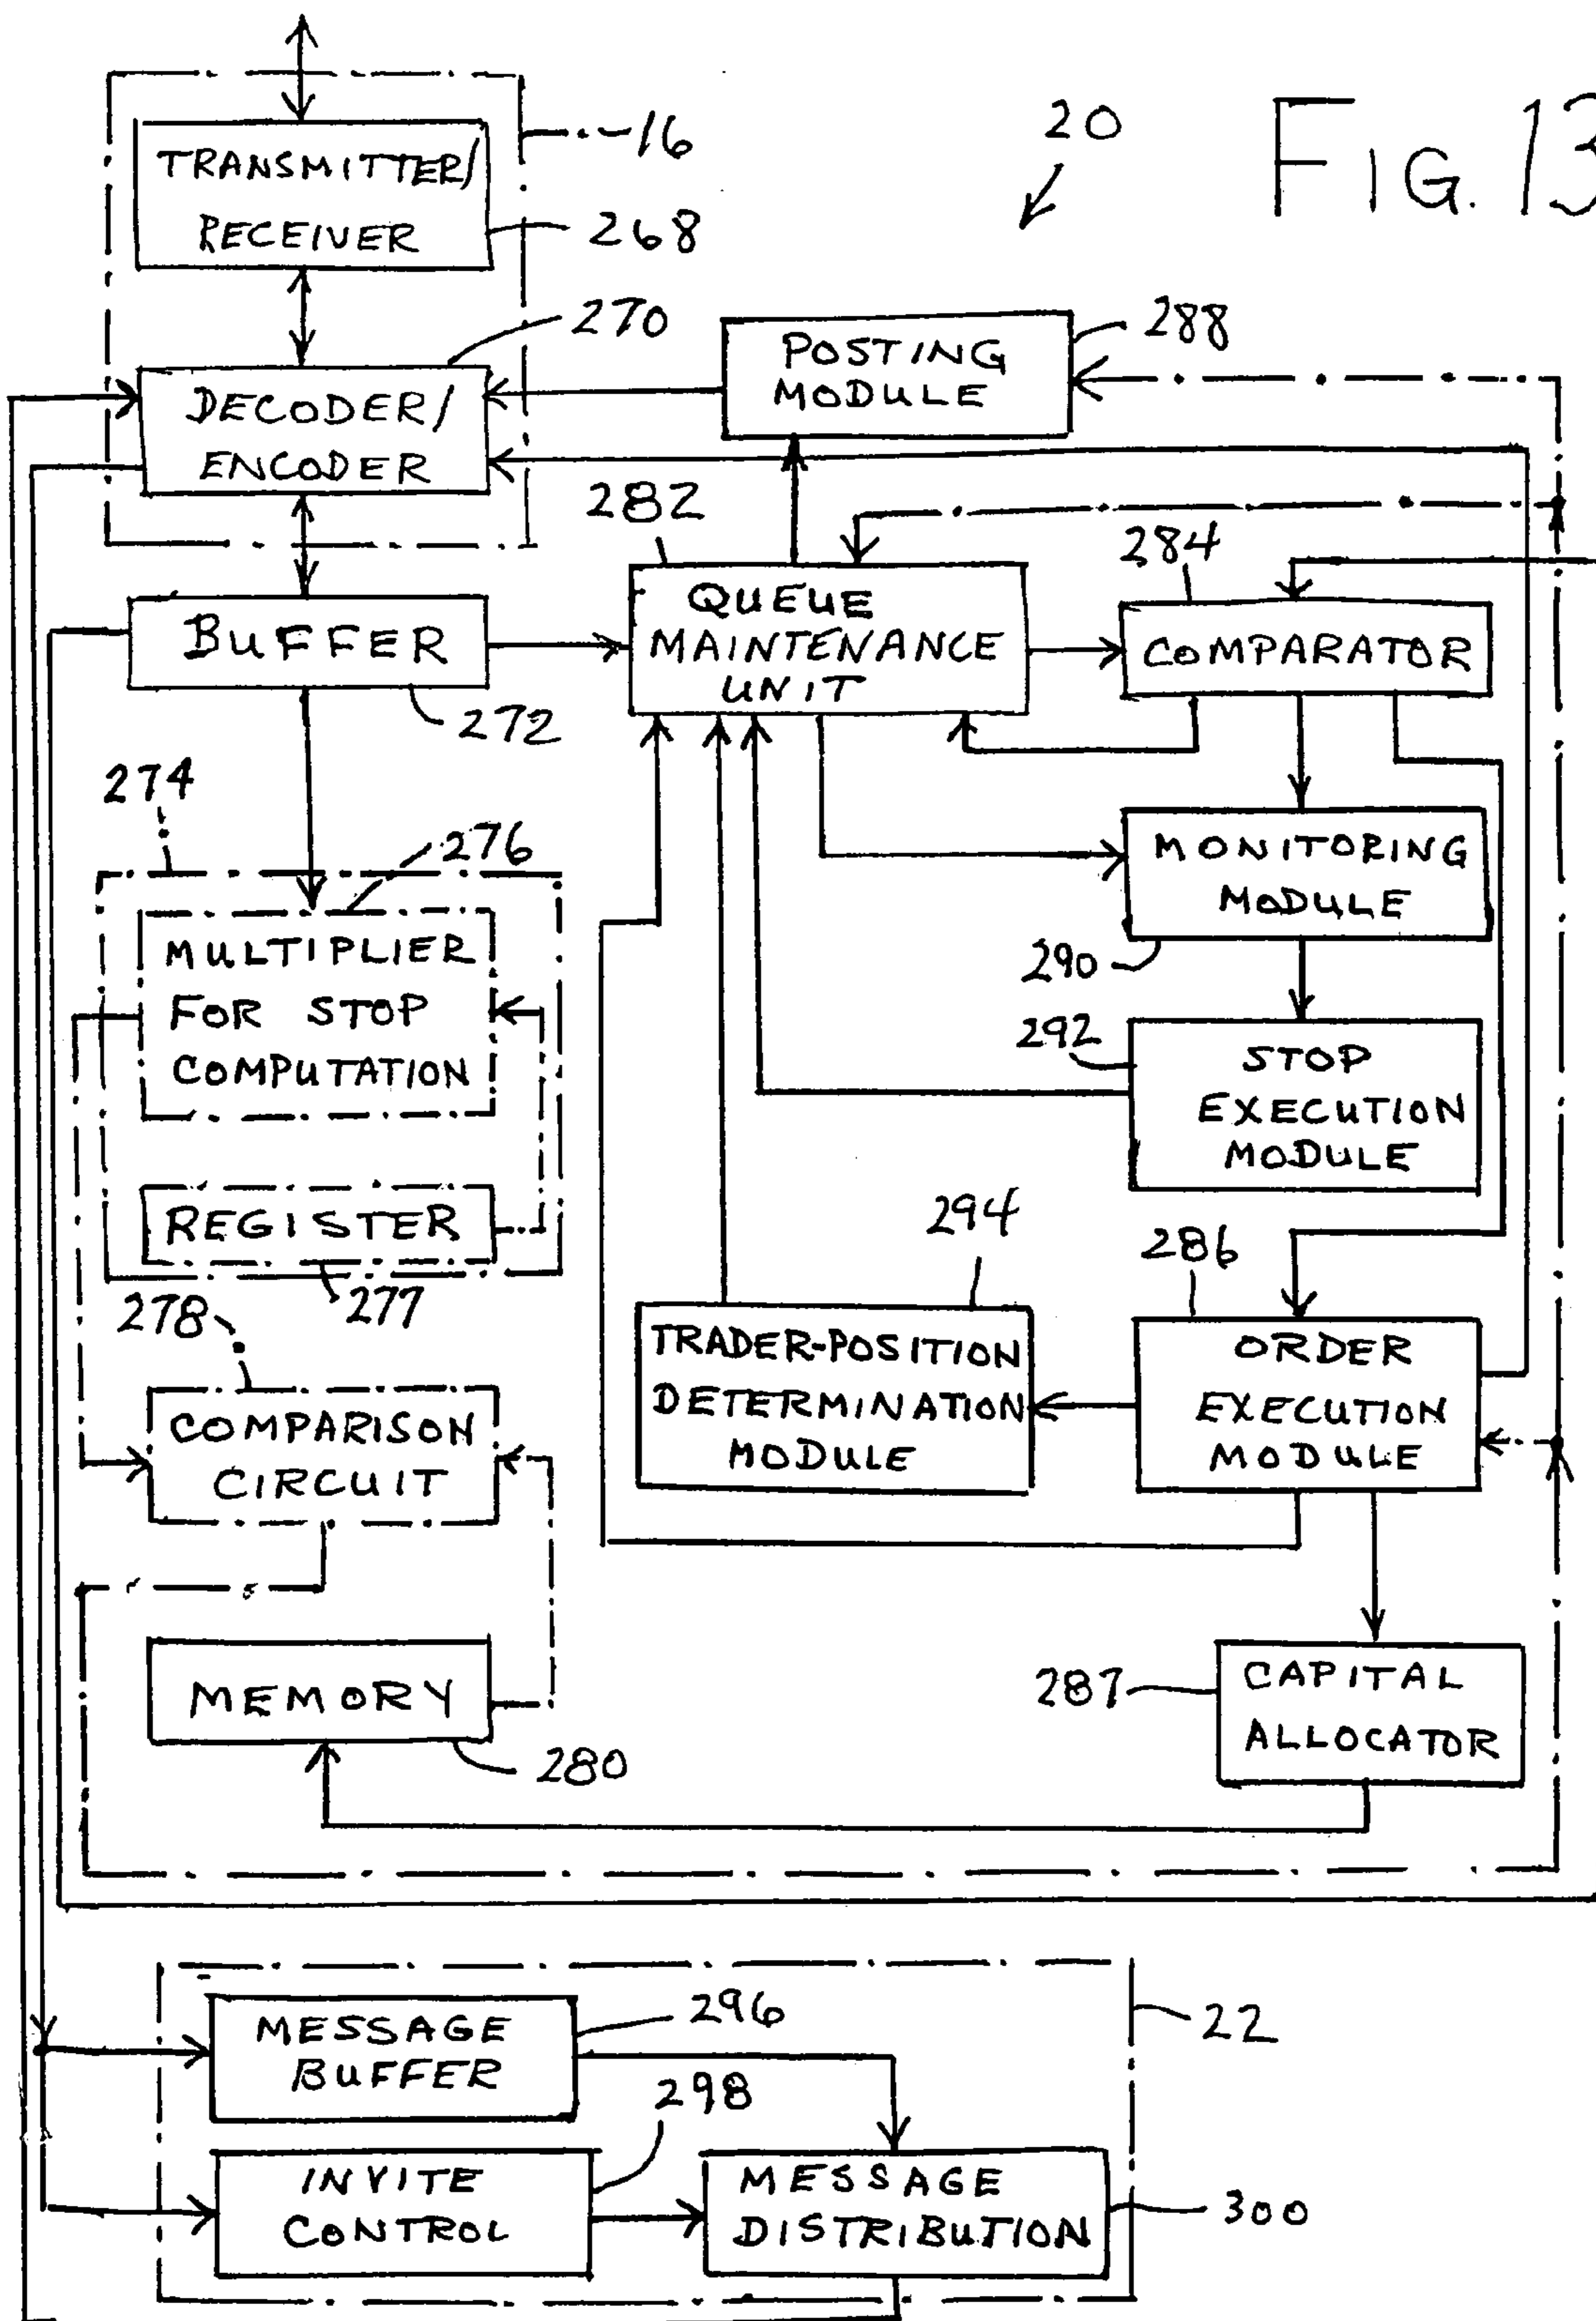 16
20
FIG. 13
TRANSMITTER/
RECEIVER
268
270
288
POSTING
MODULE
DECODER/
ENCODER
282
284
QUEUE
MAINTENANCE
UNIT
BUFFER
COMPARATOR
272
274
276
MONITORING
MODULE
MULTIPLIER
FOR STOP
COMPUTATION
290
292
STOP
EXECUTION
MODULE
REGISTER
294
286
277
278
TRADER-POSITION
DETERMINATION
MODULE
ORDER
EXECUTION
MODULE
COMPARISON
CIRCUIT
MEMORY
287
CAPITAL
ALLOCATOR
280
296
22
MESSAGE
BUFFER
298
INVITE
CONTROL
MESSAGE
DISTRIBUTION
300